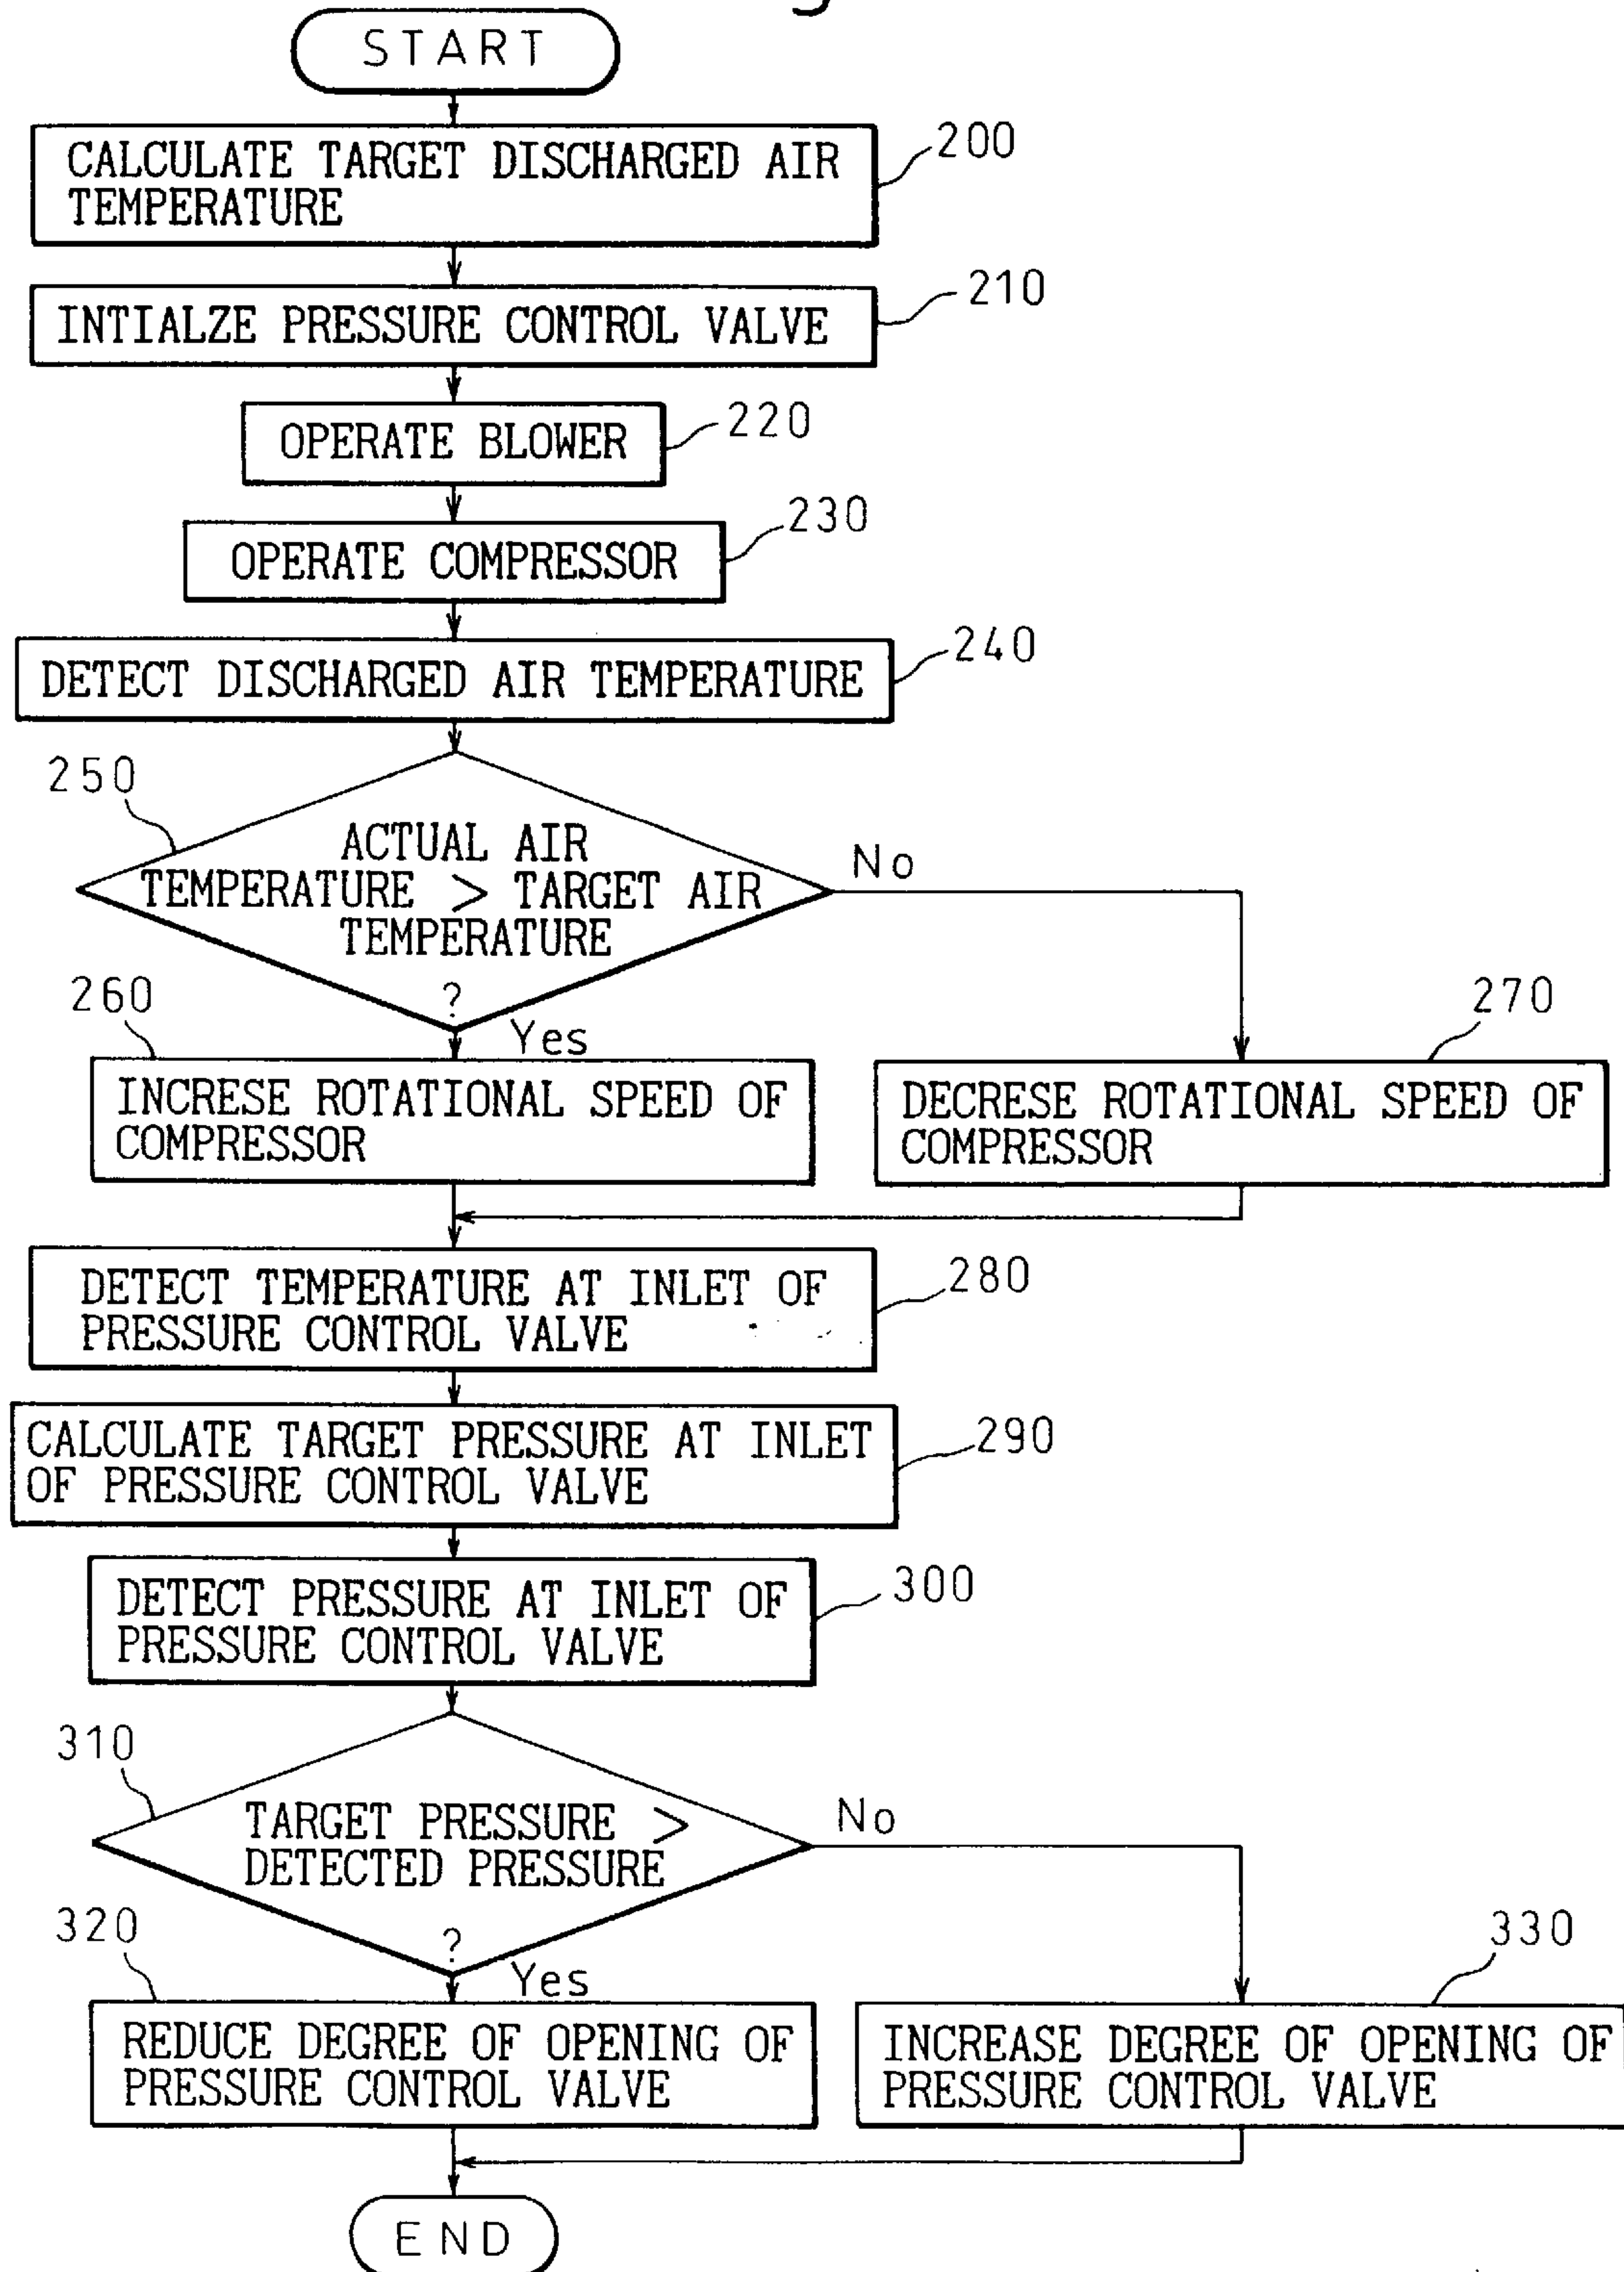 START
CALCULATE TARGET DISCHARGED AIR
TEMPERATURE
200
INTIALZE PRESSURE CONTROL VALVE
210
OPERATE BLOWER
220
OPERATE COMPRESSOR
230
DETECT DISCHARGED AIR TEMPERATURE
240
250
ACTUAL AIR
TEMPERATURE > TARGET AIR
TEMPERATURE
?
No
Yes
260
INCRESE ROTATIONAL SPEED OF
COMPRESSOR
270
DECRESE ROTATIONAL SPEED OF
COMPRESSOR
DETECT TEMPERATURE AT INLET OF
PRESSURE CONTROL VALVE
280
CALCULATE TARGET PRESSURE AT INLET
OF PRESSURE CONTROL VALVE
290
DETECT PRESSURE AT INLET OF
PRESSURE CONTROL VALVE
300
310
TARGET PRESSURE >
DETECTED PRESSURE
?
No
Yes
320
REDUCE DEGREE OF OPENING OF
PRESSURE CONTROL VALVE
330
INCREASE DEGREE OF OPENING OF
PRESSURE CONTROL VALVE
END